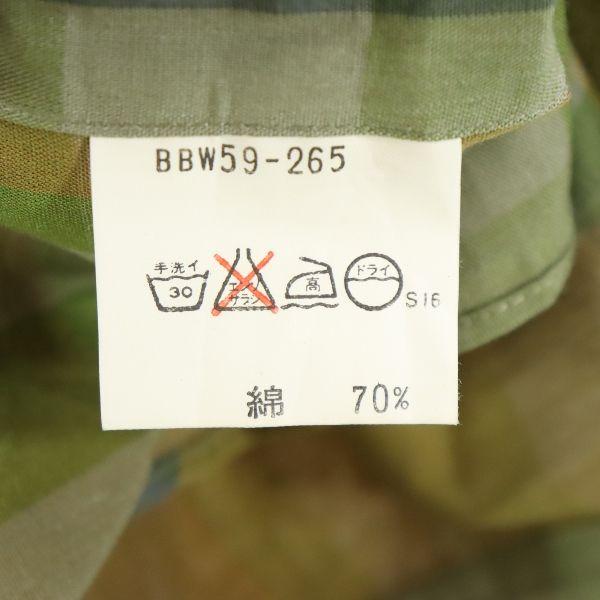 BBW59-265
手洗イ
30
エンソ
サラシ
高
ドライ
S16
綿 70%